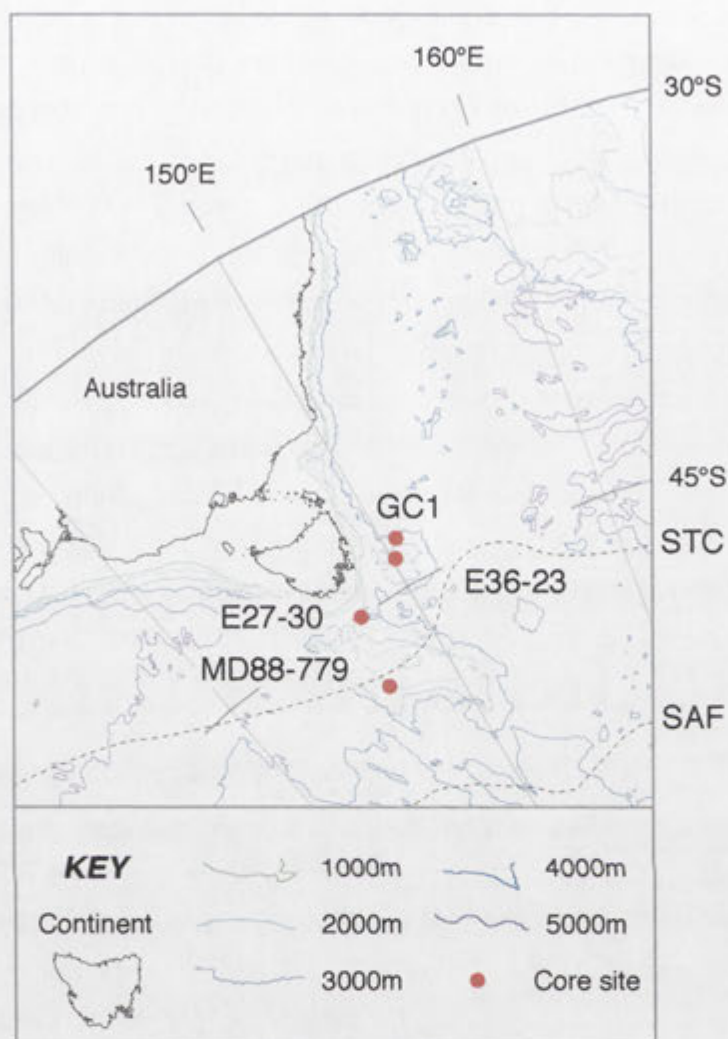 160°E
30°S
150°E
Australia
GC1
45°S
STC
E36-23
E27-30
MD88-779
SAF
KEY
1000m
4000m
Continent
2000m
5000m
3000m
Core site